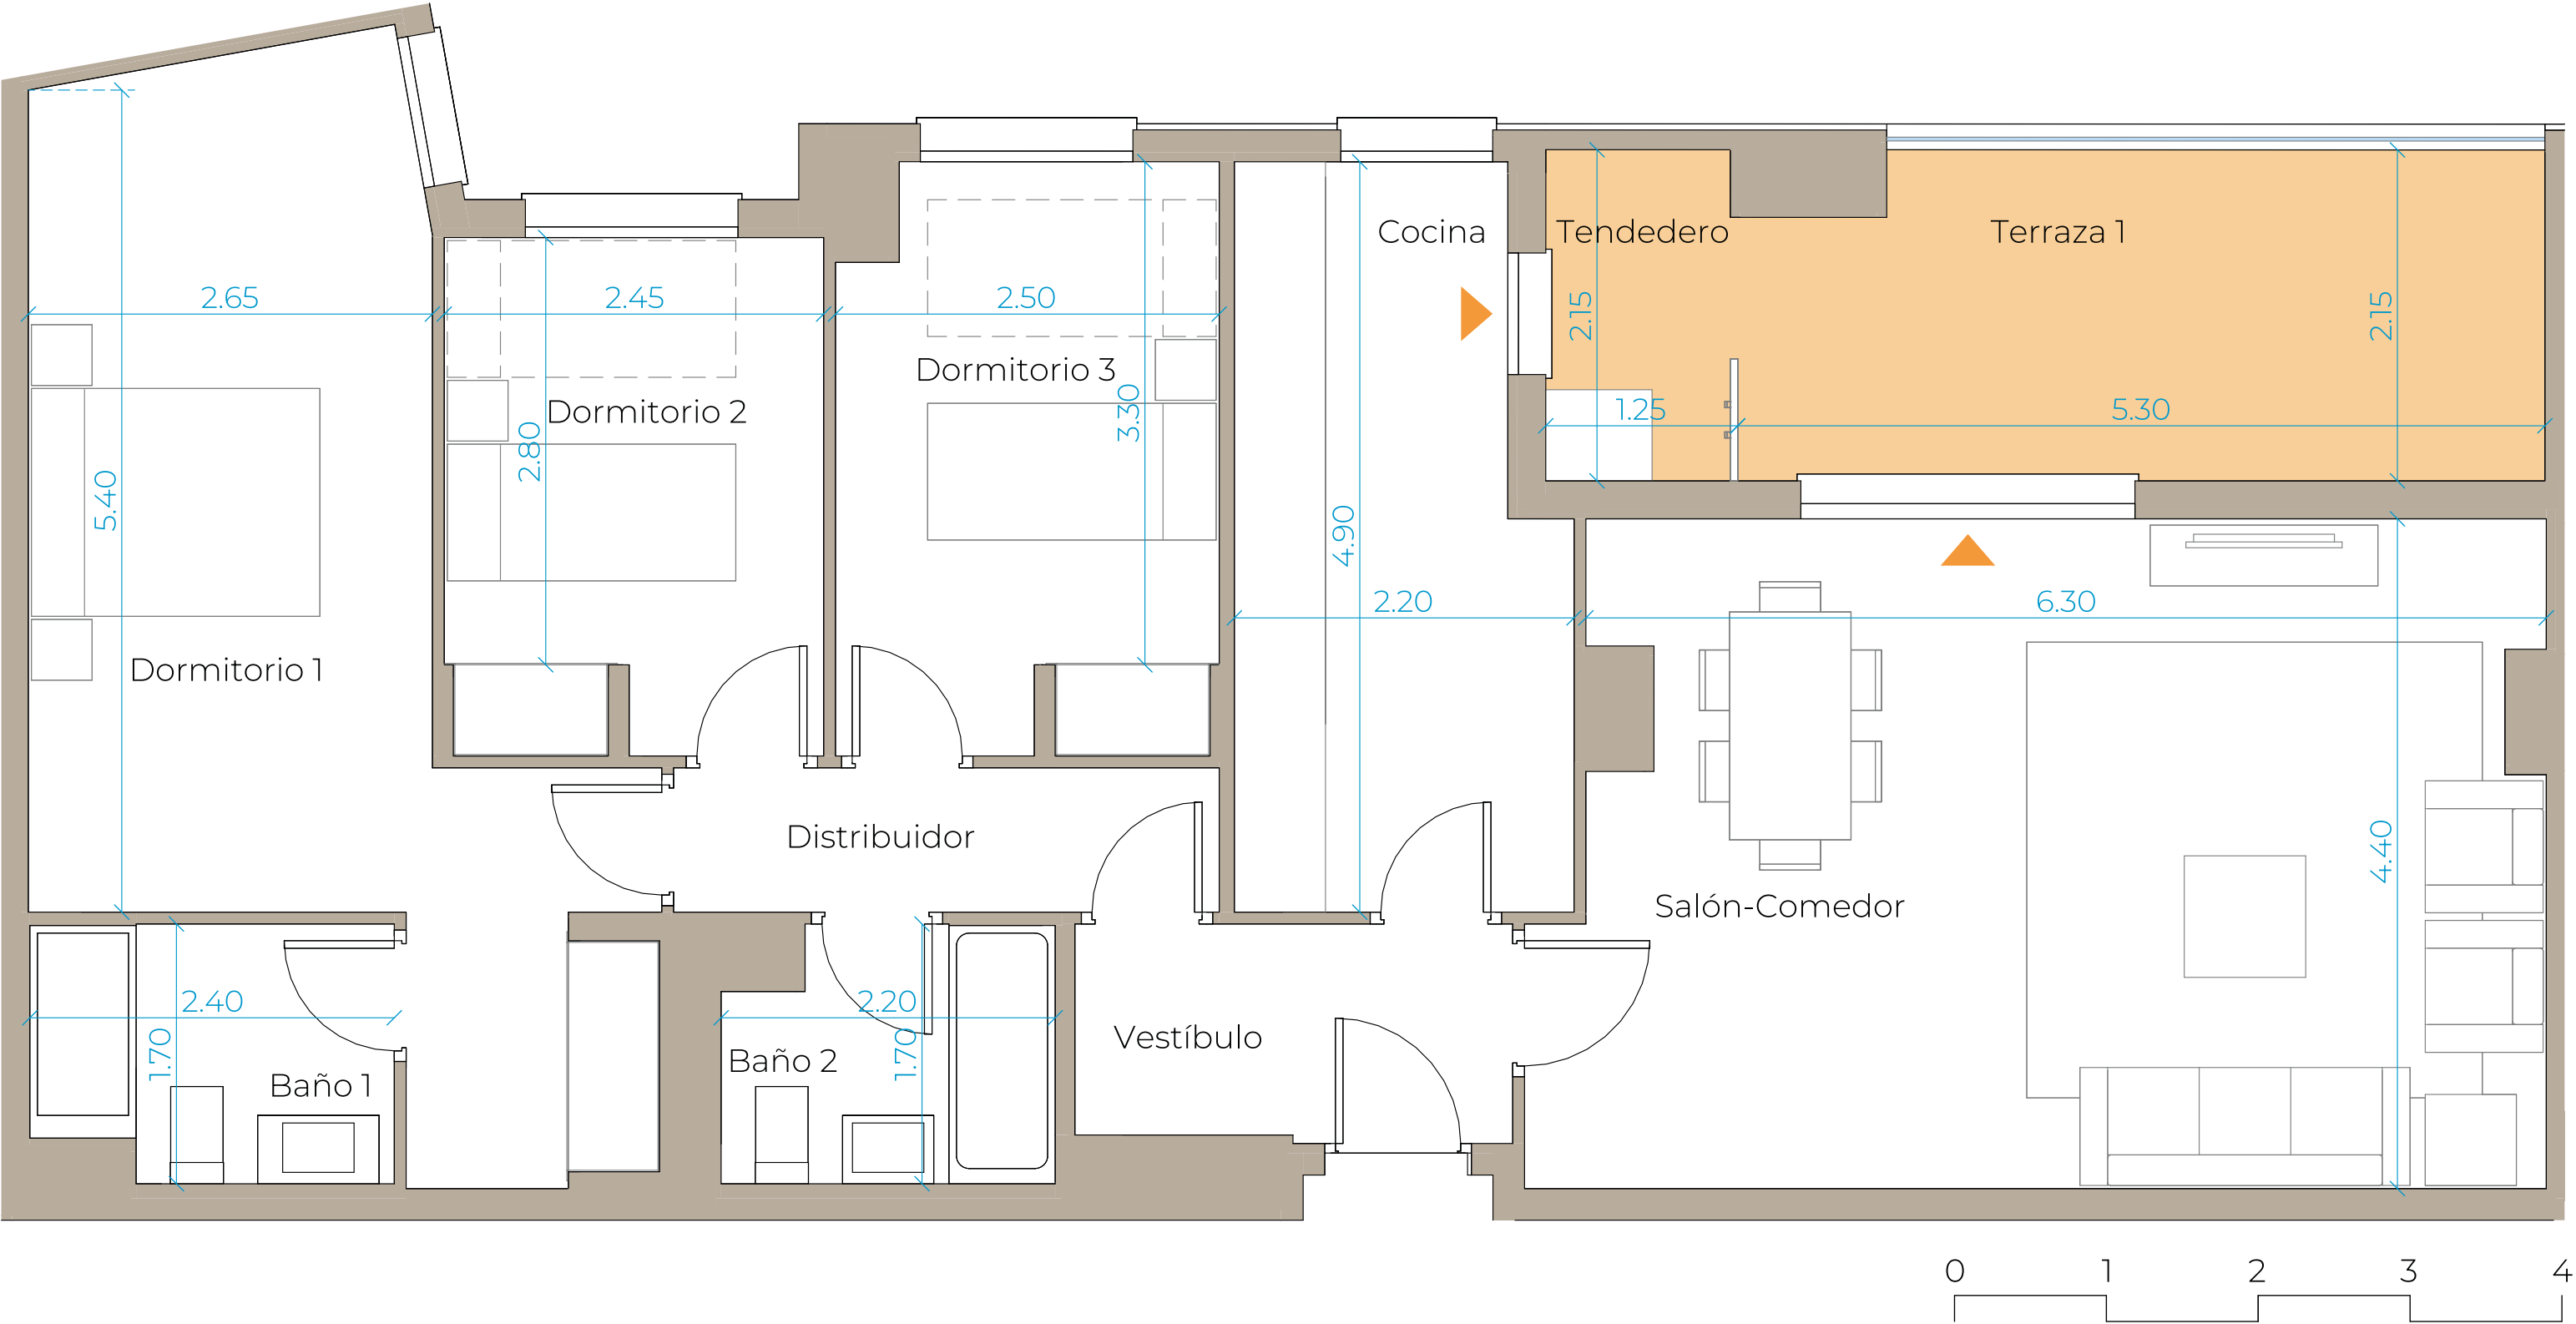 Cocina
Tendedero
Terraza 1
2.65
2.45
2.50
2.15
2.15
Dormitorio 3
Dormitorio 2
3.30
1.25
5.30
2.80
5.40
4.90
2.20
6.30
Dormitorio 1
Distribuidor
4.40
Salón-Comedor
2.40
2.20
1.70
1.70
Vestíbulo
Baño 2
Baño 1
0 1 2 3 4